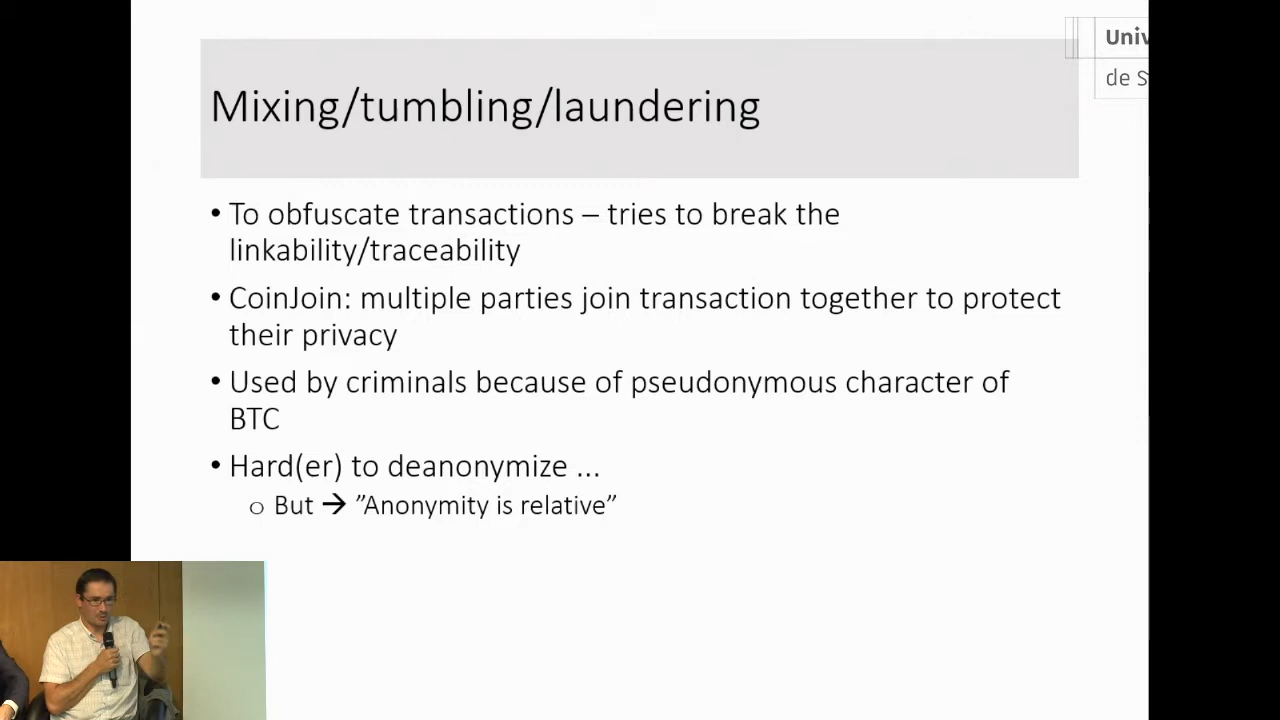 Univ
de S
Mixing/tumbling/laundering
• To obfuscate transactions – tries to break the
linkability/traceability
• CoinJoin: multiple parties join transaction together to protect
their privacy
• Used by criminals because of pseudonymous character of
BTC
• Hard(er) to deanonymize ...
o But → ”Anonymity is relative”